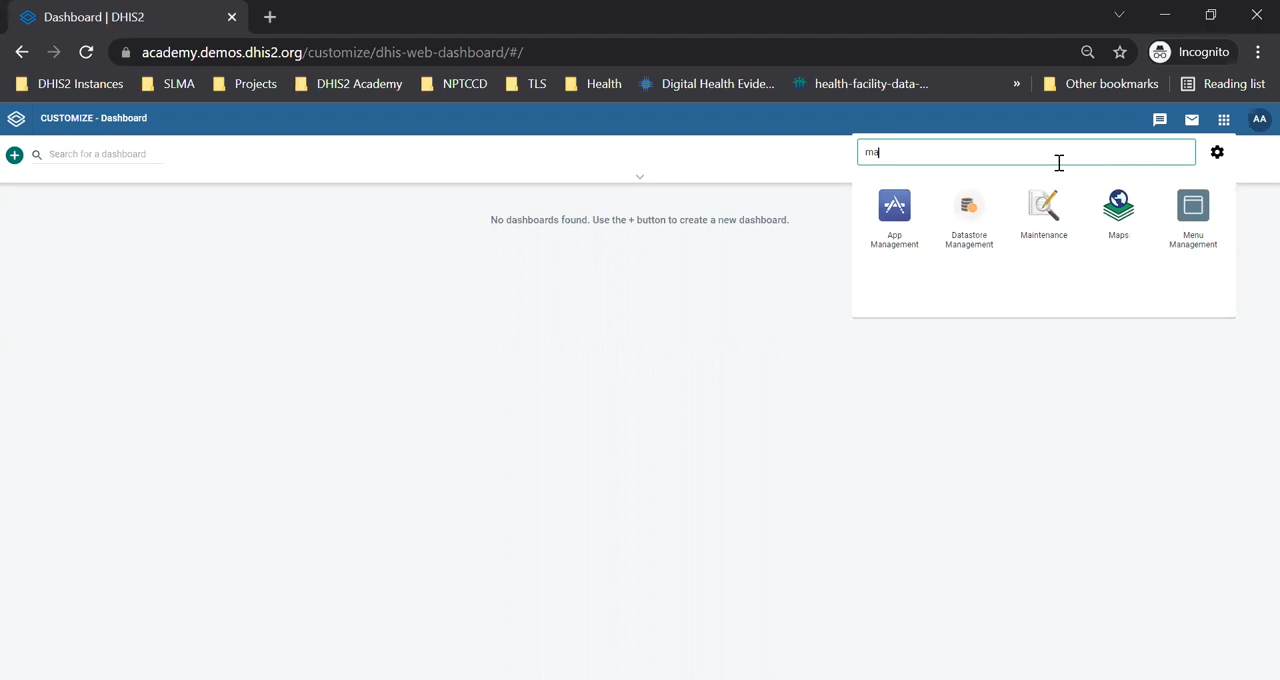 Dashboard | DHIS2
academy.demos.dhis2.org/customize/dhis-web-dashboard/#/
Incognito
DHIS2 Instances
SLMA
Projects
DHIS2 Academy
NPTCCD
TLS
Health
Digital Health Evide...
health-facility-data-...
»
Other bookmarks
Reading list
CUSTOMIZE - Dashboard
AA
Search for a dashboard
ma
No dashboards found. Use the + button to create a new dashboard.
App
Management
Datastore
Management
Maintenance
Maps
Menu
Management